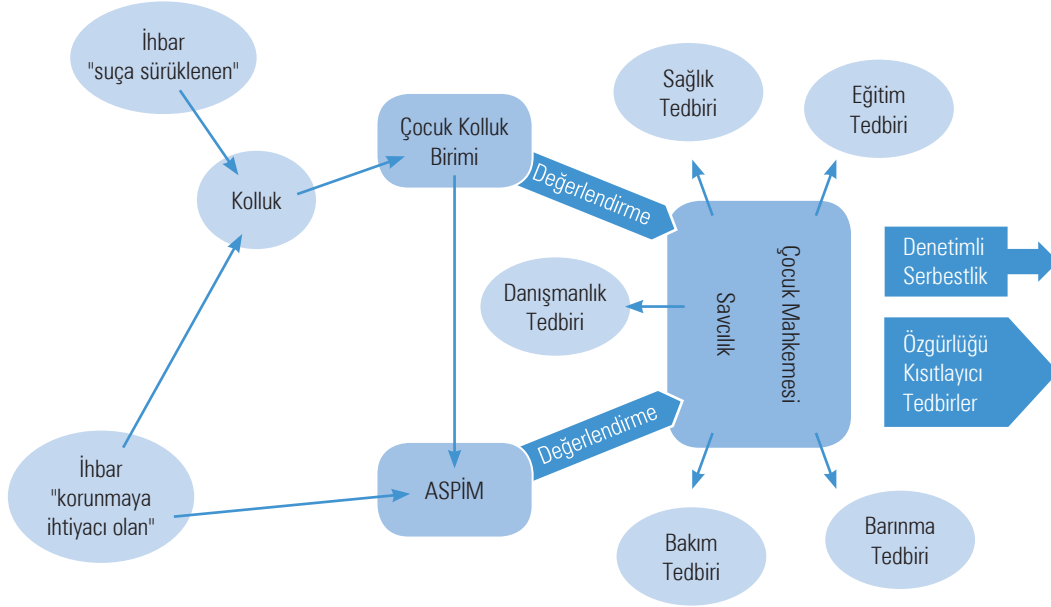 İhbar
"suça sürüklenen"
Kolluk
İhbar
"korunmaya
ihtiyacı olan"
Çocuk Kolluk
Birimi
ASPİM
Değerlendirme
Değerlendirme
Danışmanlık
Tedbiri
Sağlık
Tedbiri
Eğitim
Tedbiri
Savcılık
Çocuk Mahkemesi
Bakım
Tedbiri
Barınma
Tedbiri
Denetimli
Serbestlik
Özgürlüğü
Kısıtlayıcı
Tedbirler